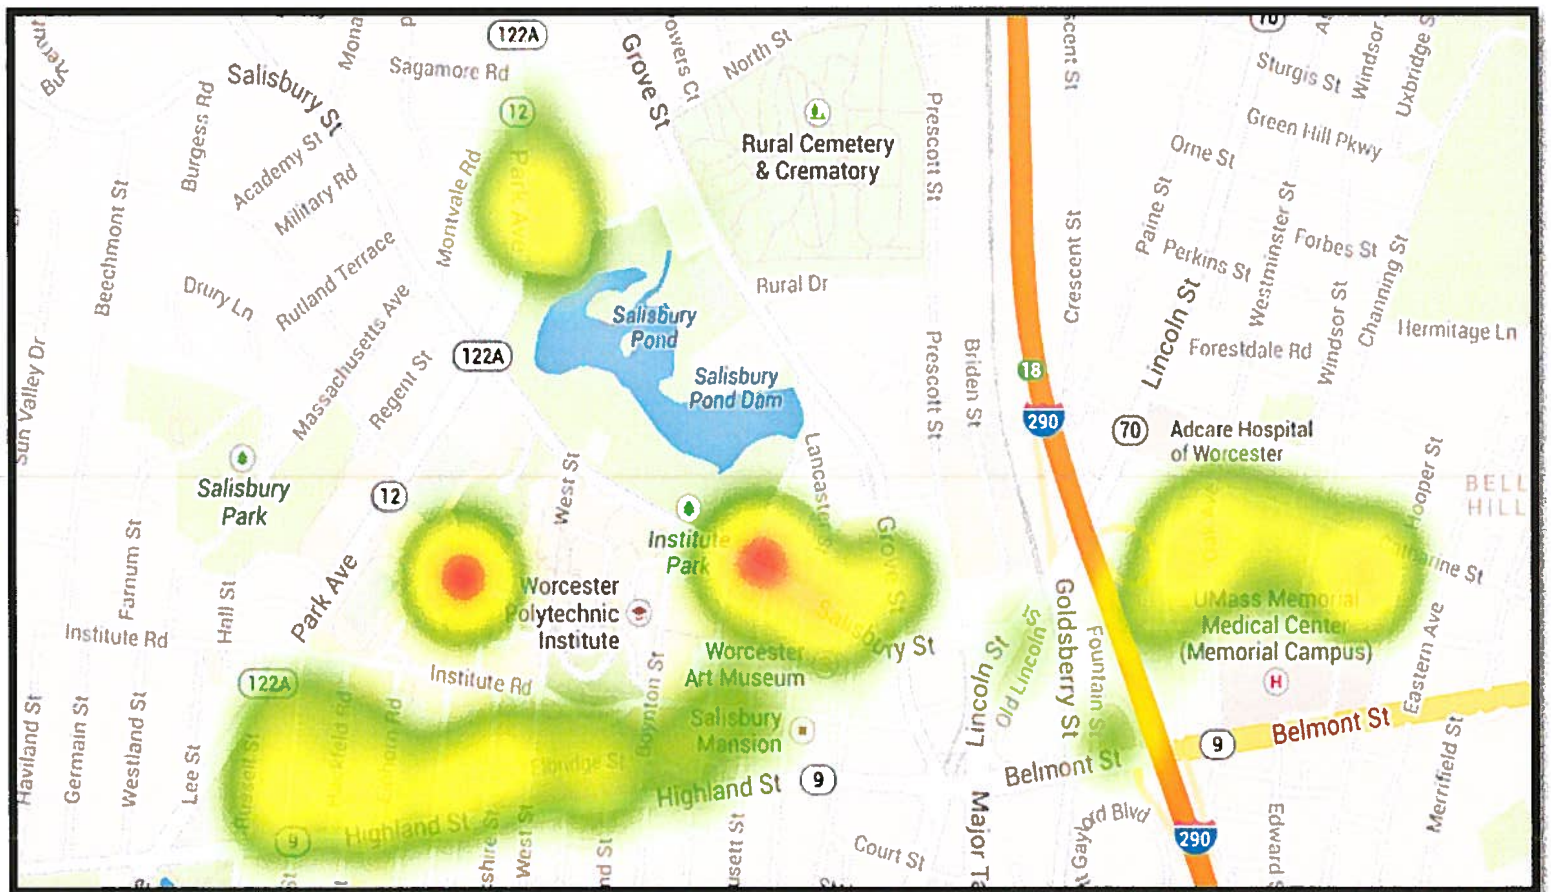 122A
70
Salisbury St
Sagamore Rd
Grove St
North St
Sturgis St
Windsor
Burgess Rd
Academy St
Military Rd
12
Park Ave
Montvale Rd
Rural Cemetery
& Crematory
Prescott St
Green Hill Pkwy
Orne St
Beechmont St
Drury Ln
Rutland Terrace
Massachusetts Ave
Rural Dr
Crescent St
Paine St
Perkins St
Westminster St
Forbes St
Channing St
Salisbury
Pond
122A
Regent St
Salisbury
Pond Dam
Prescott St
Briden St
18
290
Lincoln St
Forestdale Rd
Windsor St
Hermitage Ln
Sun Valley Dr
70
Adcare Hospital
of Worcester
Salisbury
Park
12
West St
Institute
Park
Grove St
Hooper St
BELL
HILL
Farnum St
Hall St
Park Ave
Institute Rd
Worcester
Polytechnic
Institute
Salisbury St
Goldsberry St
Fountain St
UMass Memorial
Medical Center
(Memorial Campus)
H
Eastern Ave
122A
Institute Rd
Boynton St
Worcester
Art Museum
Lincoln St
Old Lincoln St
Salisbury
Mansion
Haviland St
Germain St
Westland St
Lee St
Highland St
9
Belmont St
9
Belmont St
Merrifield St
9
Highland St
West St
Court St
290